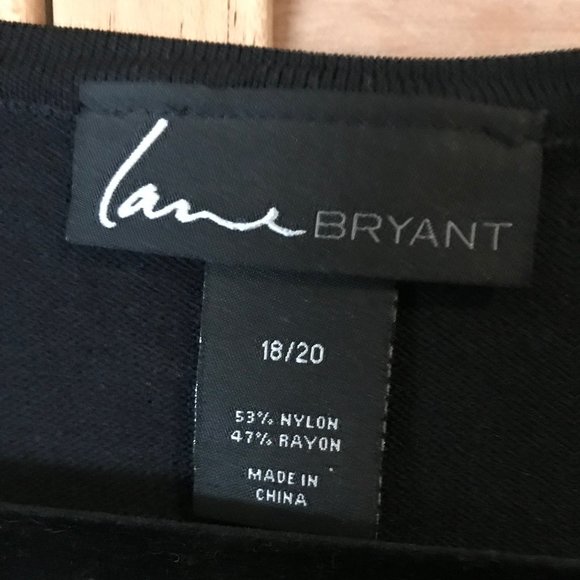 lane BRYANT
18/20
53% NYLON
47% RAYON
MADE IN
CHINA